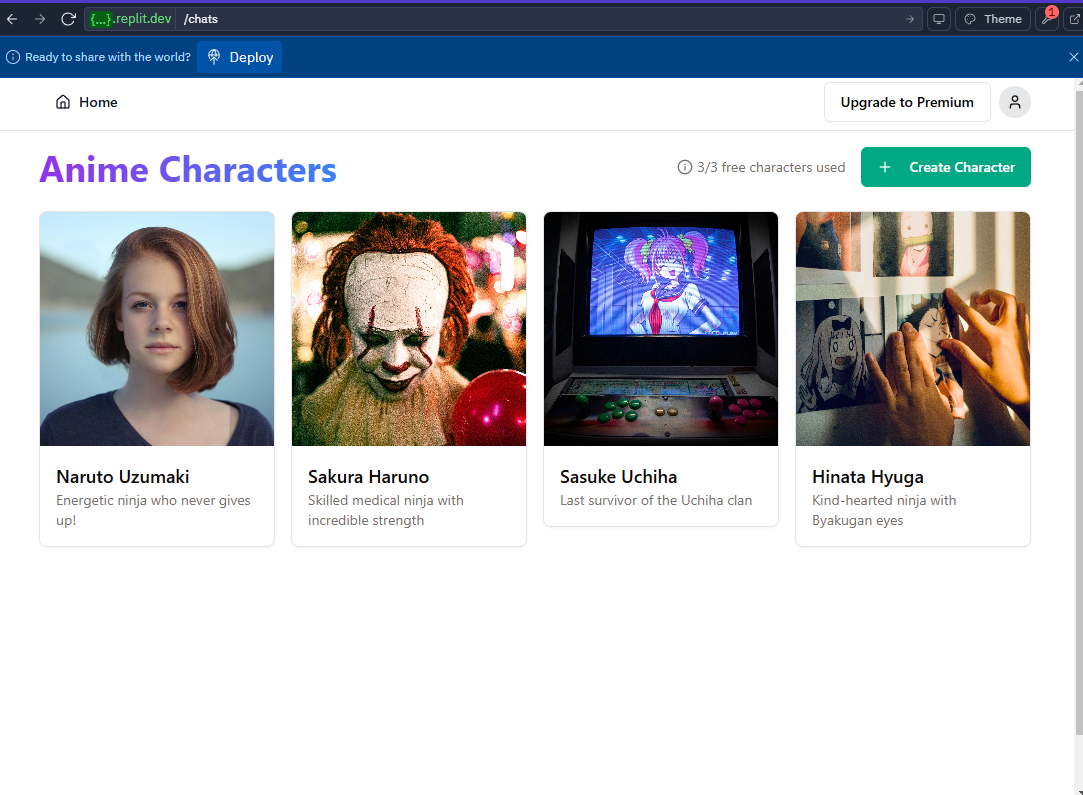 {...}.replit.dev /chats Theme 1
Ready to share with the world? Deploy
Home Upgrade to Premium
Anime Characters 3/3 free characters used + Create Character
Naruto Uzumaki
Energetic ninja who never gives
up!
Sakura Haruno
Skilled medical ninja with
incredible strength
Sasuke Uchiha
Last survivor of the Uchiha clan
Hinata Hyuga
Kind-hearted ninja with
Byakugan eyes